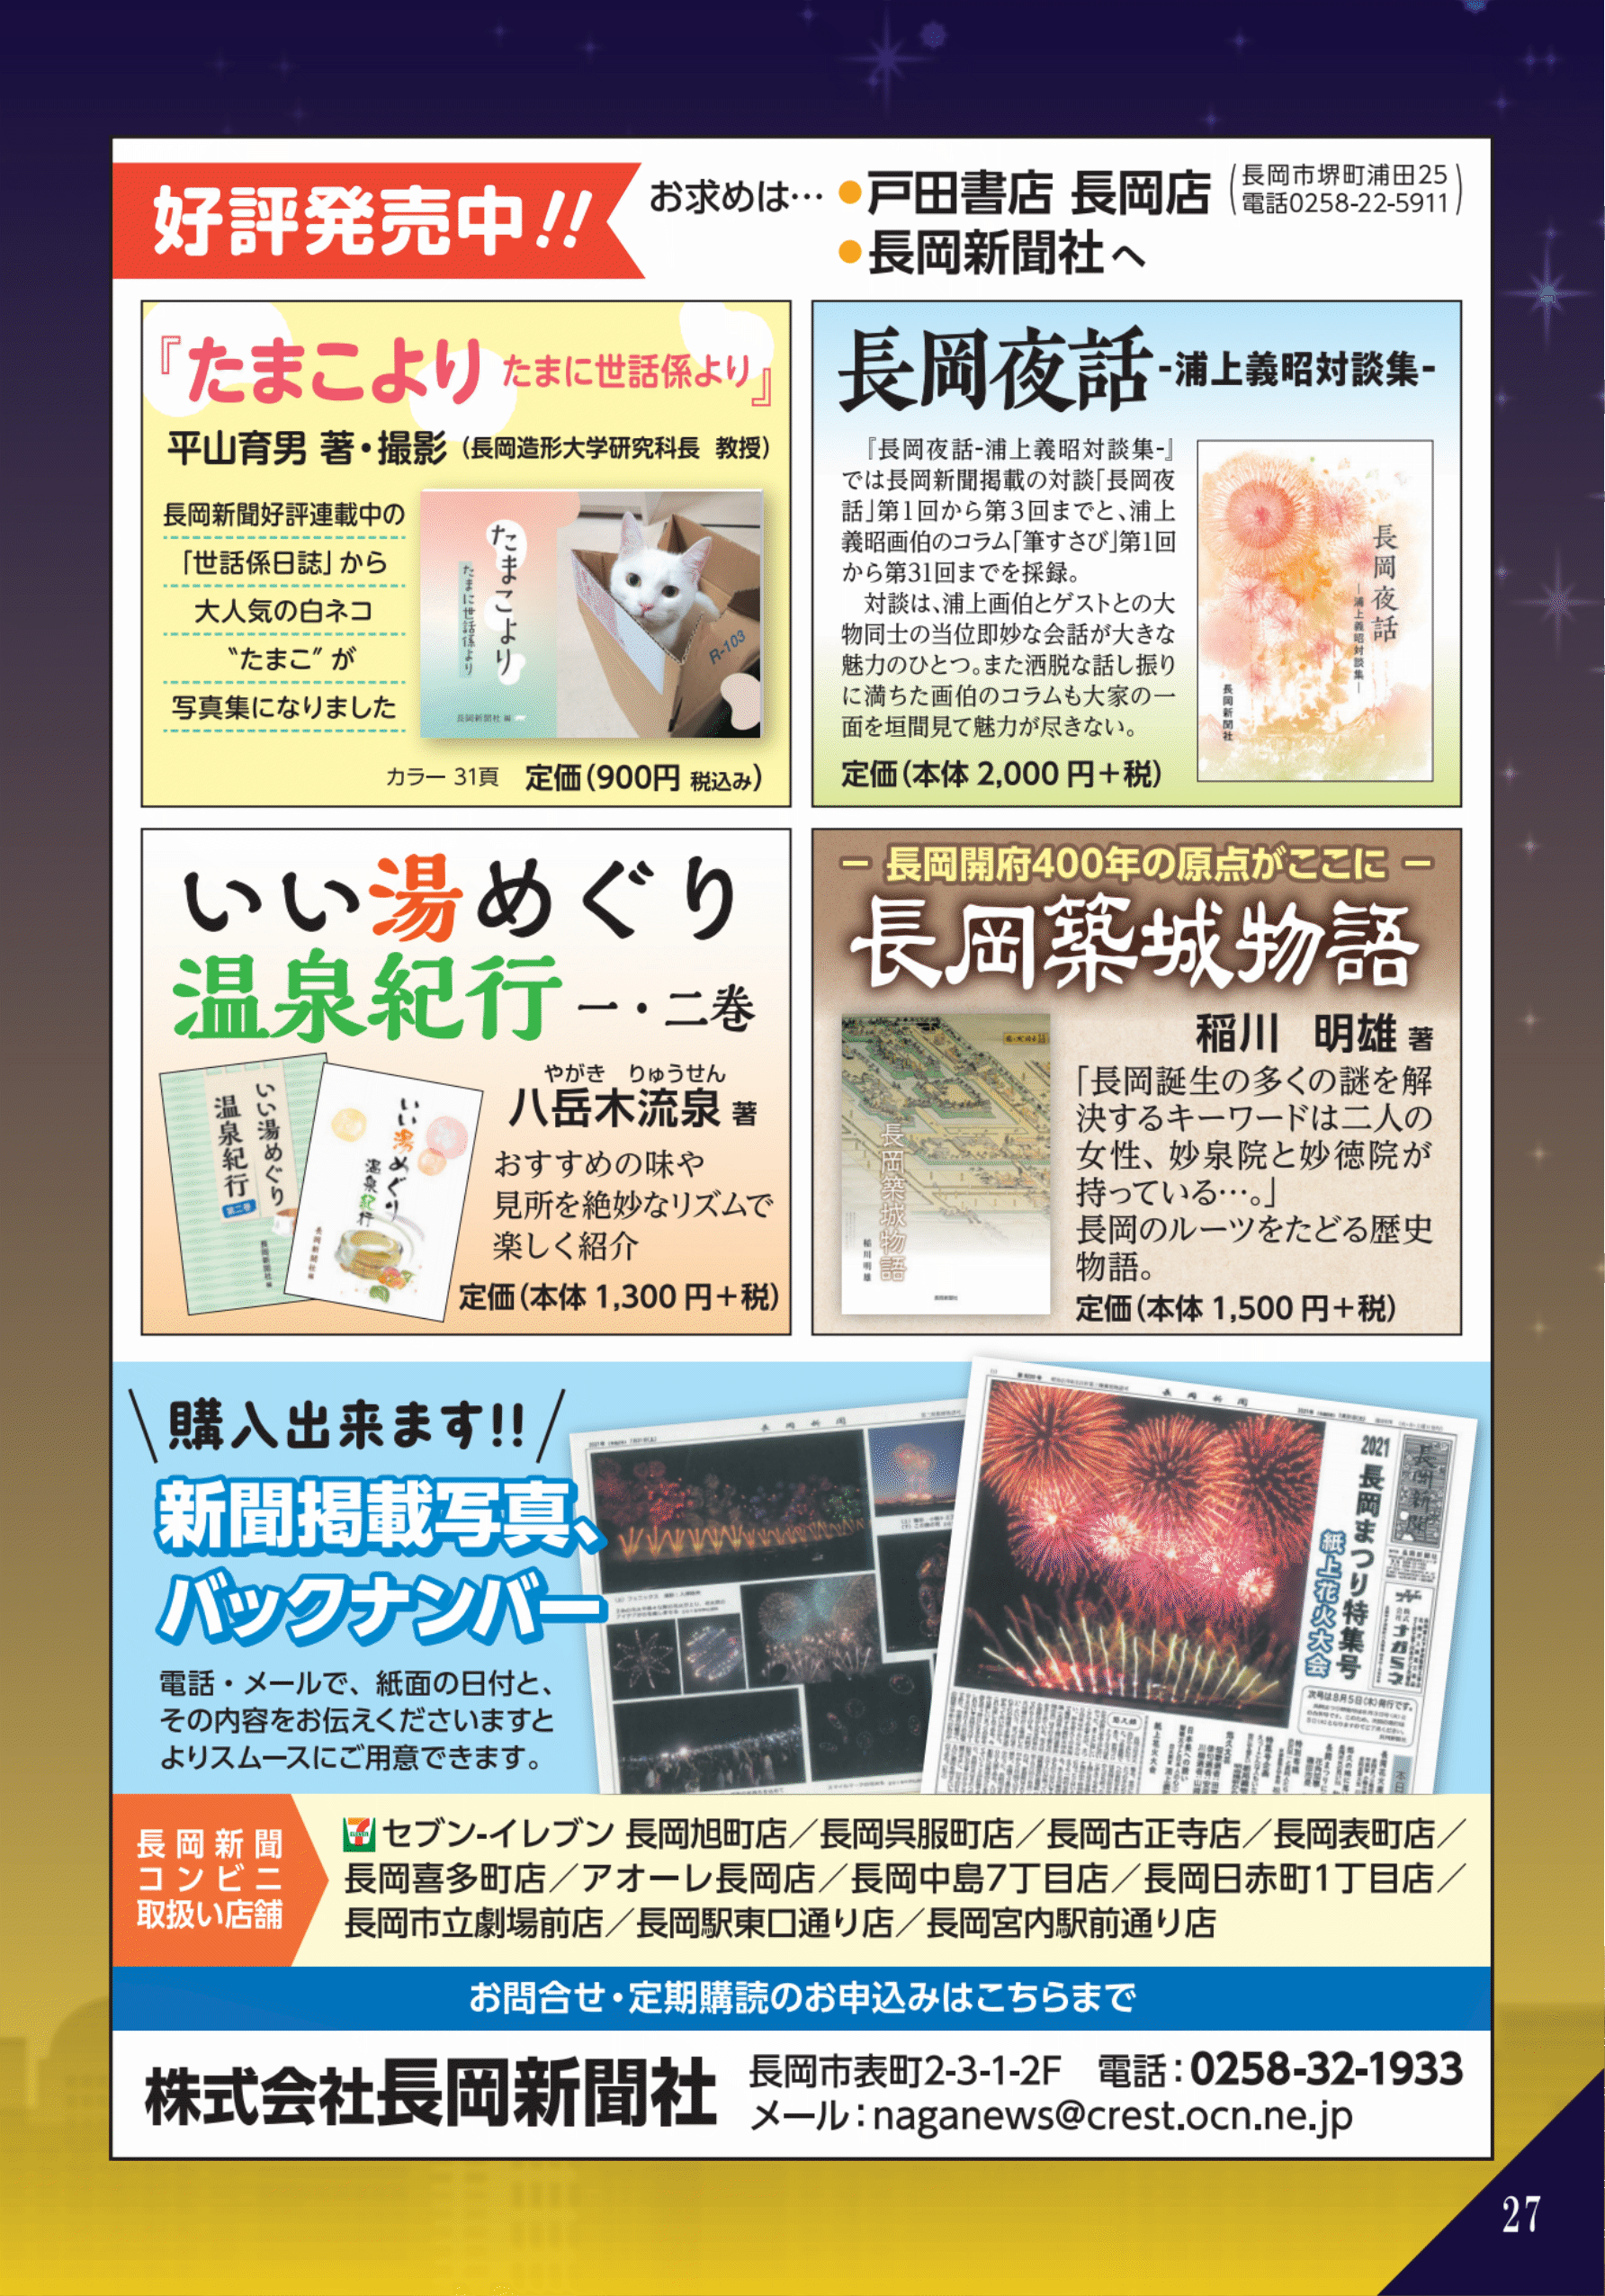 好評発売中!!
お求めは…
●戸田書店 長岡店
(長岡市堺町浦田25
電話0258-22-5911)
●長岡新聞社へ
『たまこより たまに世話係より』
平山育男 著・撮影（長岡造形大学研究科長 教授）
長岡新聞好評連載中の
「世話係日誌」から
大人気の白ネコ
〝たまこ〟が
写真集になりました
たまこより
たまに世話係より
長岡新聞社 編
R-103
カラー 31頁 定価（900円 税込み）
長岡夜話 -浦上義昭対談集-
『長岡夜話-浦上義昭対談集-』
では長岡新聞掲載の対談「長岡夜
話」第1回から第3回までと、浦上
義昭画伯のコラム「筆すさび」第1回
から第31回までを採録。
対談は、浦上画伯とゲストとの大
物同士の当位即妙な会話が大きな
魅力のひとつ。また洒脱な話し振り
に満ちた画伯のコラムも大家の一
面を垣間見て魅力が尽きない。
定価（本体 2,000 円＋税）
長岡夜話
―浦上義昭対談集―
長岡新聞社
いい湯めぐり
温泉紀行 一・二巻
やがき りゅうせん
八岳木流泉 著
おすすめの味や
見所を絶妙なリズムで
楽しく紹介
定価（本体 1,300 円＋税）
いい湯めぐり
温泉紀行
第二巻
長岡新聞社 編
いい湯めぐり
温泉紀行
長岡新聞社 編
― 長岡開府400年の原点がここに ―
長岡築城物語
稲川 明雄 著
「長岡誕生の多くの謎を解
決するキーワードは二人の
女性、妙泉院と妙徳院が
持っている…。」
長岡のルーツをたどる歴史
物語。
定価（本体 1,500 円＋税）
長岡築城物語
稲川明雄
購入出来ます!!
新聞掲載写真、
バックナンバー
電話・メールで、紙面の日付と、
その内容をお伝えくださいますと
よりスムースにご用意できます。
長岡新聞
長岡新聞
2021
長岡まつり特集号
紙上花火大会
長岡新聞
株式会社 ナガミネ
次号は8月5日(木)発行です。
長岡新聞
コンビニ
取扱い店舗
セブン-イレブン 長岡旭町店／長岡呉服町店／長岡古正寺店／長岡表町店／
長岡喜多町店／アオーレ長岡店／長岡中島7丁目店／長岡日赤町1丁目店／
長岡市立劇場前店／長岡駅東口通り店／長岡宮内駅前通り店
お問合せ・定期購読のお申込みはこちらまで
株式会社長岡新聞社
長岡市表町2-3-1-2F 電話：0258-32-1933
メール：naganews@crest.ocn.ne.jp
27